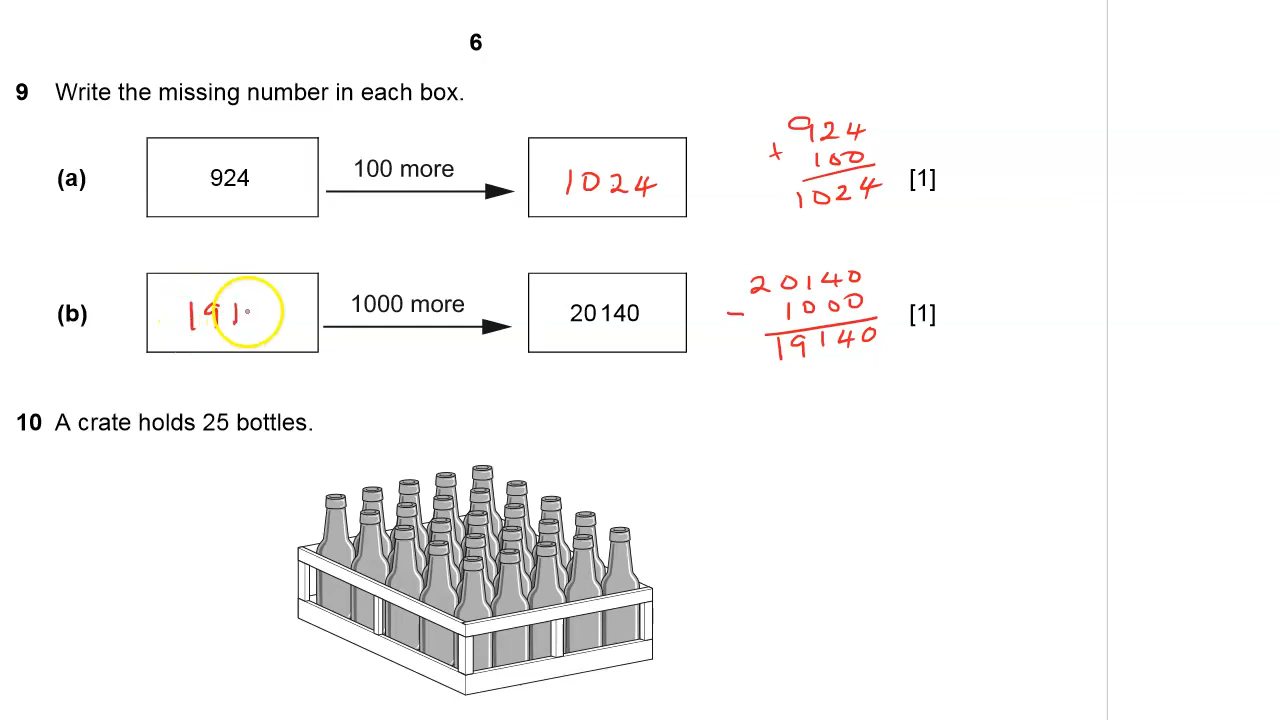 6
9 Write the missing number in each box.
924
+ 100
1024
(a) 924 100 more 1024 [1]
20140
- 1000
19140
(b) 191 1000 more 20140 [1]
10 A crate holds 25 bottles.